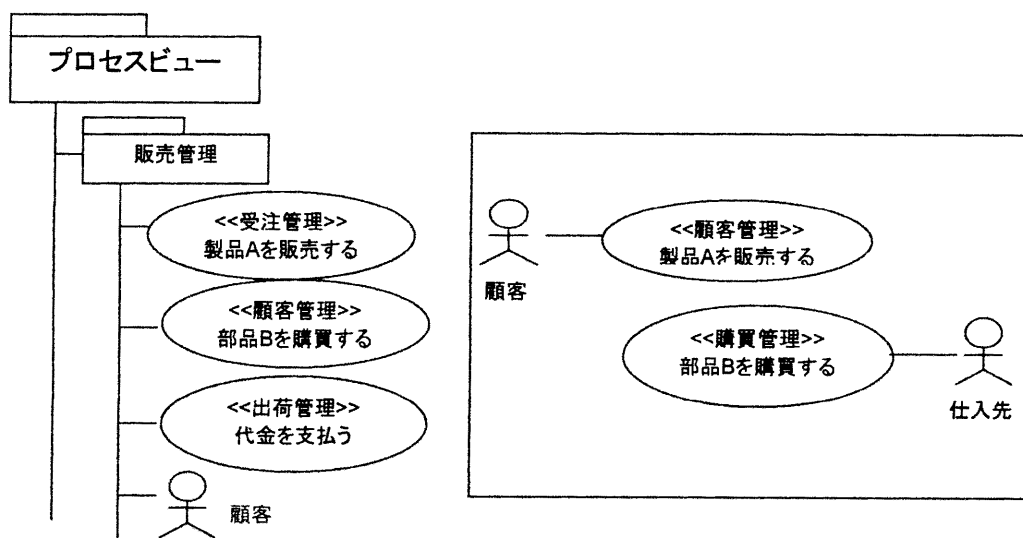 プロセスビュー
販売管理
<<受注管理>>
製品Aを販売する
<<顧客管理>>
部品Bを購買する
<<出荷管理>>
代金を支払う
顧客
顧客
<<顧客管理>>
製品Aを販売する
<<購買管理>>
部品Bを購買する
仕入先